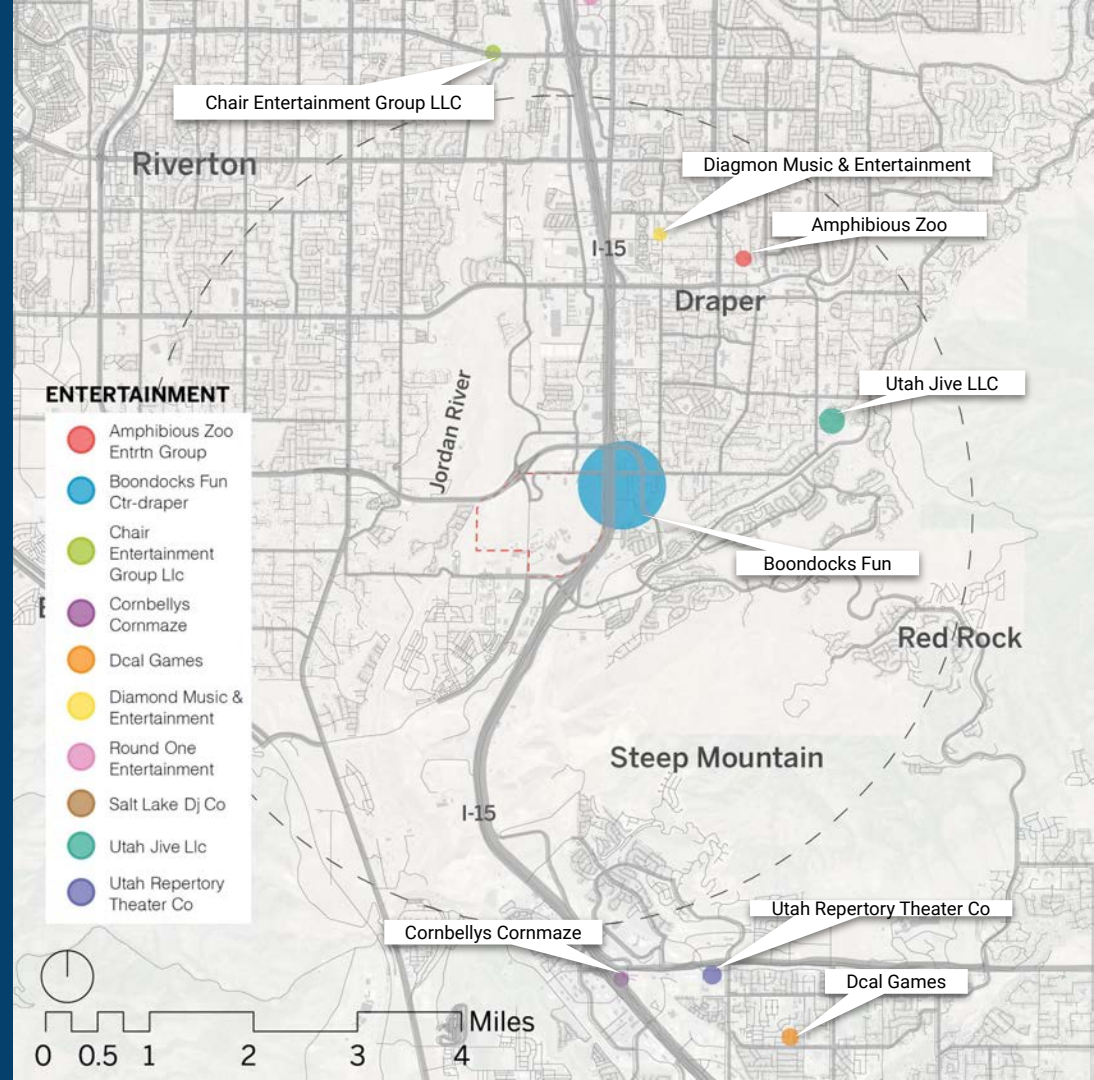 Chair Entertainment Group LLC
Riverton
Diagmon Music & Entertainment
Amphibious Zoo
I-15
Draper
Utah Jive LLC
Jordan River
ENTERTAINMENT
Amphibious Zoo
Entrtn Group
Boondocks Fun
Ctr-draper
Chair
Entertainment
Group Llc
Cornbellys
Cornmaze
Dcal Games
Diamond Music &
Entertainment
Round One
Entertainment
Salt Lake Dj Co
Utah Jive Llc
Utah Repertory
Theater Co
Boondocks Fun
Red Rock
Steep Mountain
I-15
Utah Repertory Theater Co
Cornbellys Cornmaze
Dcal Games
Miles
0 0.5 1 2 3 4